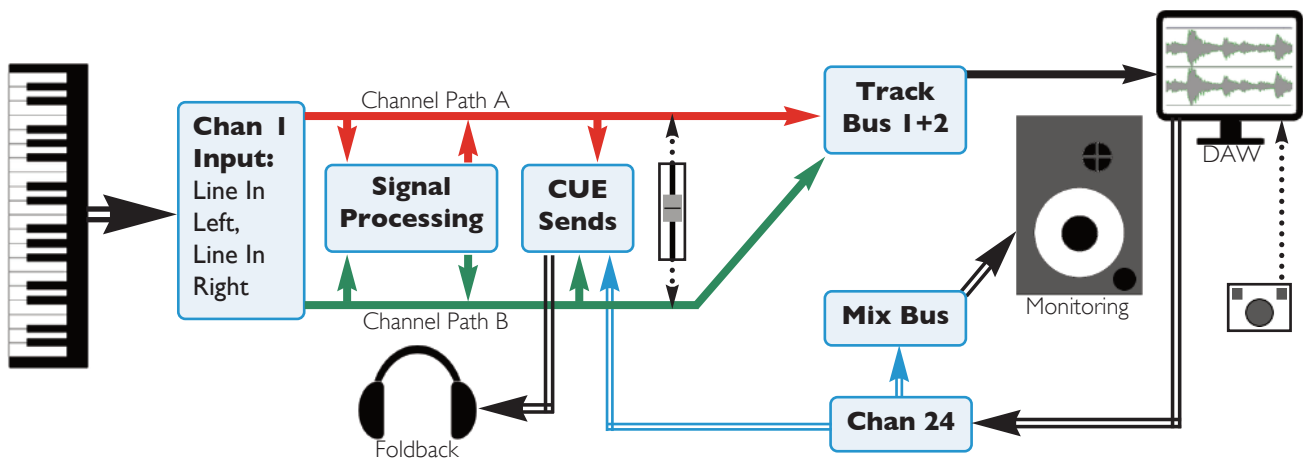 Channel Path A
Chan 1
Input:
Line In
Left,
Line In
Right
Signal
Processing
CUE
Sends
Channel Path B
Foldback
Track
Bus 1+2
DAW
Monitoring
Mix Bus
Chan 24